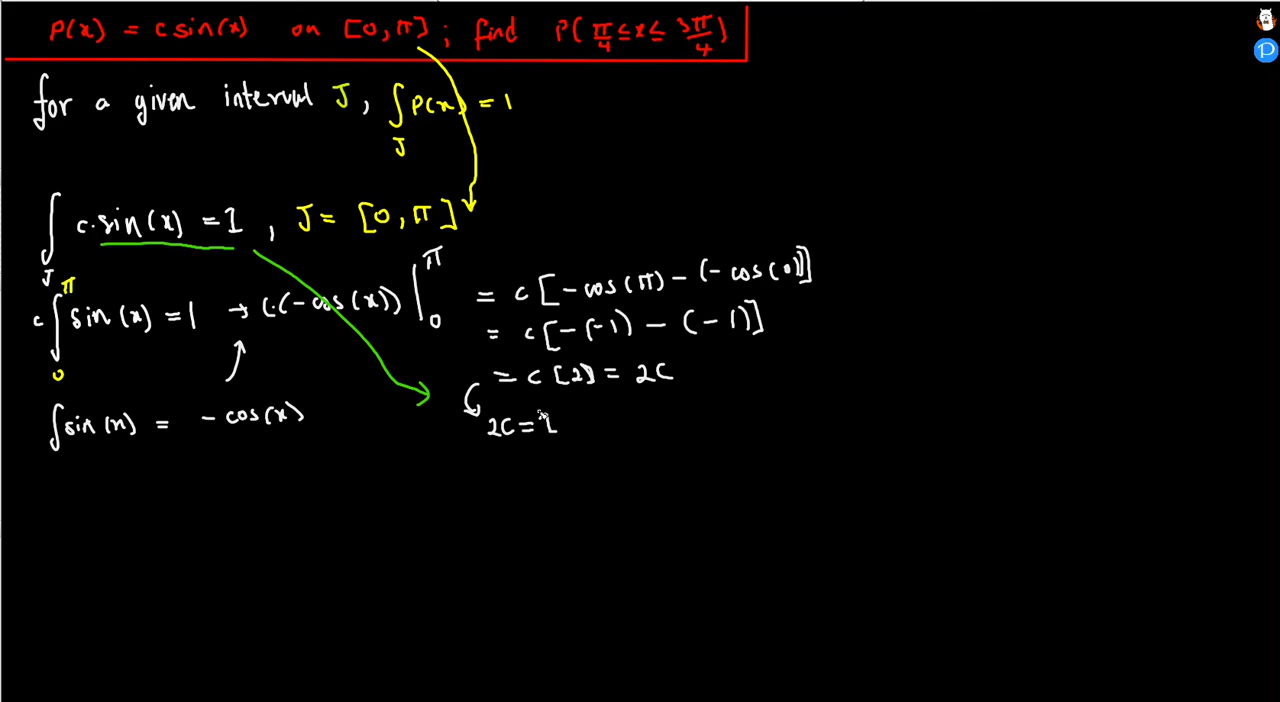 P(x) = c sin(x) on [0,π] ; find P(π/4 ≤ x ≤ 3π/4)
for a given interval J, ∫_J P(x) = 1
∫_J c.sin(x) = 1 , J = [0,π]
c ∫_0^π sin(x) = 1 → c.(-cos(x)) |_0^π = c[-cos(π) - (-cos(0)]]
= c[-(-1) - (-1)]
= c[2] = 2c
∫sin(x) = -cos(x)
2c = 1
P